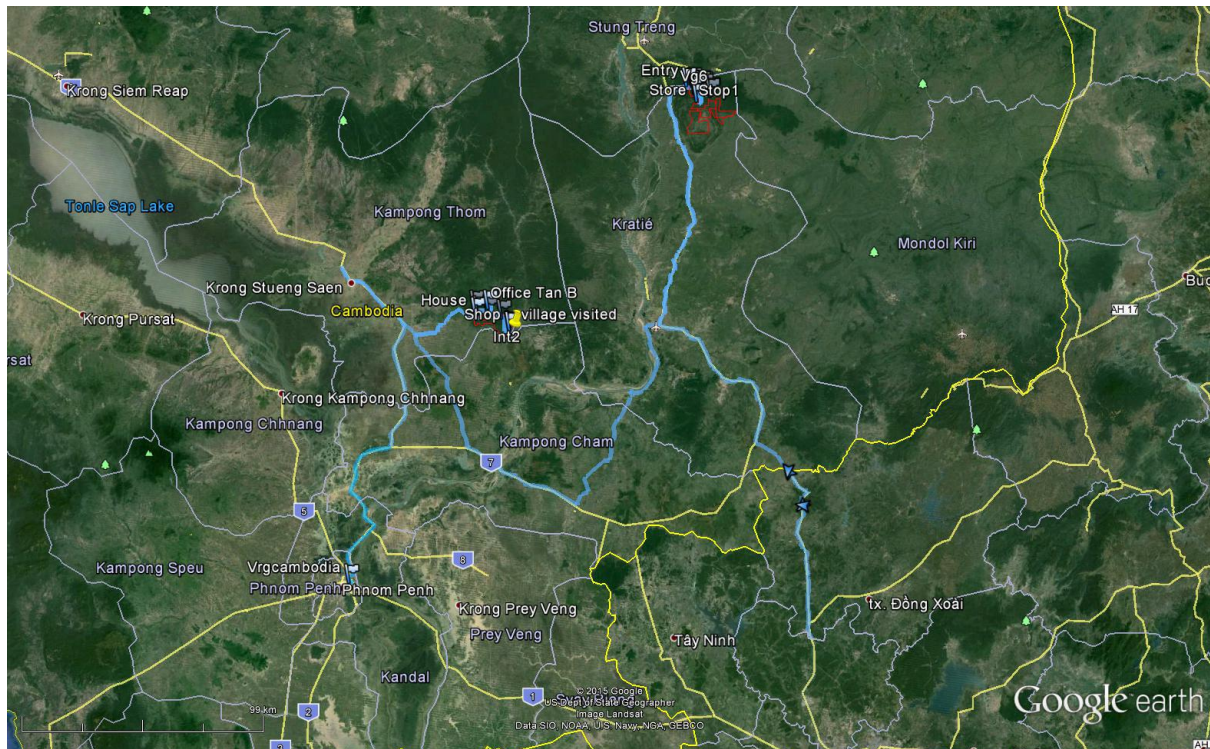 Stung Treng
Entry
Vg6
Krong Siem Reap
Store
Stop1
Tonle Sap Lake
Kampong Thom
Kratié
Mondol Kiri
Krong Stueng Saen
House
Office Tan B
Cambodia
Shop
village visited
Int2
Krong Pursat
AH 17
Krong Kampong Chhnang
Kampong Chhnang
Kampong Cham
7
5
8
Kampong Speu
Vrgcambodia
Phnom Penh
Phnom Penh
Krong Prey Veng
Prey Veng
tx. Đồng Xoài
Tây Ninh
Kandal
1
2
99 km
© 2015 Google
US Dept of State Geographer
Image Landsat
Data SIO, NOAA, U.S. Navy, NGA, GEBCO
Google earth